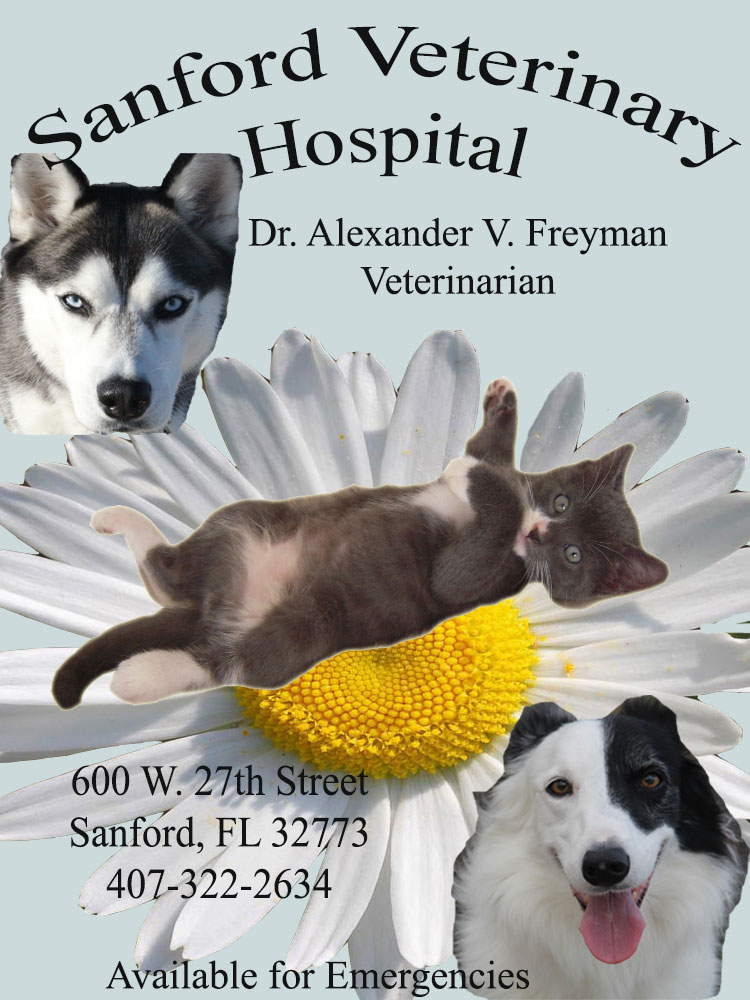 Sanford Veterinary
Hospital
Dr. Alexander V. Freyman
Veterinarian
600 W. 27th Street
Sanford, FL 32773
407-322-2634
Available for Emergencies